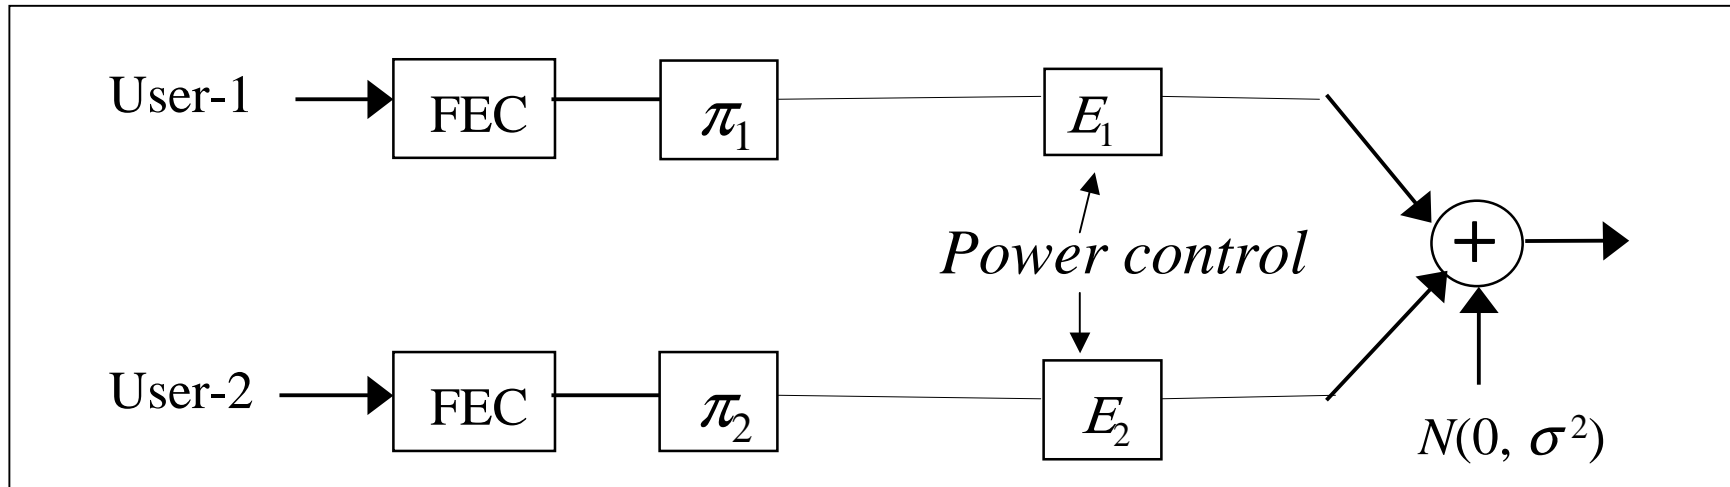 User-1
FEC
π₁
E₁
Power control
+
User-2
FEC
π₂
E₂
N(0, σ²)